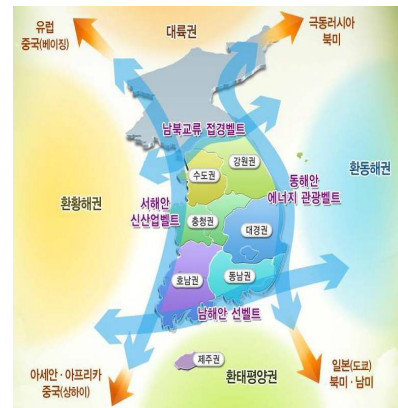 유럽
중국(베이징)
대륙권
극동러시아
북미
남북교류 접경벨트
수도권
강원권
환동해권
동해안
에너지 관광벨트
서해안
신산업벨트
환황해권
충청권
대경권
호남권
동남권
남해안 선벨트
제주권
아세안·아프리카
중국(상하이)
환태평양권
일본(도쿄)
북미·남미